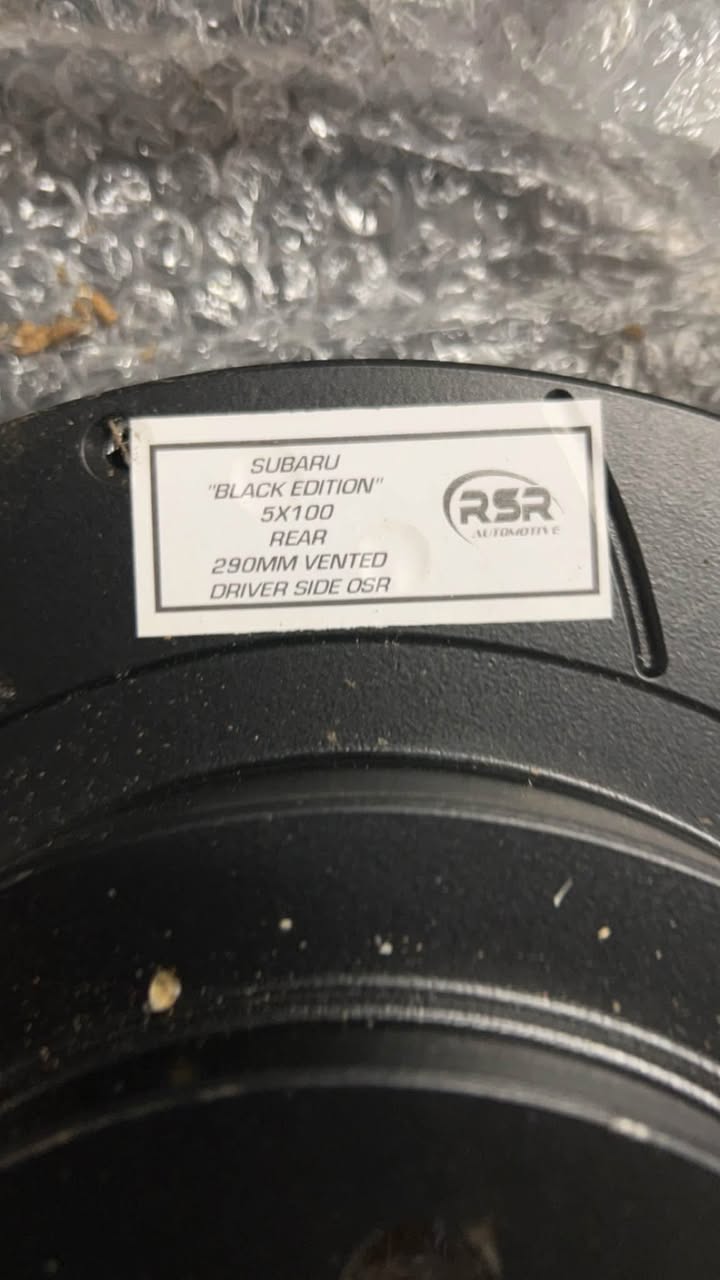 SUBARU
"BLACK EDITION"
5X100
REAR
290MM VENTED
DRIVER SIDE OSR
RSR
AUTOMOTIVE